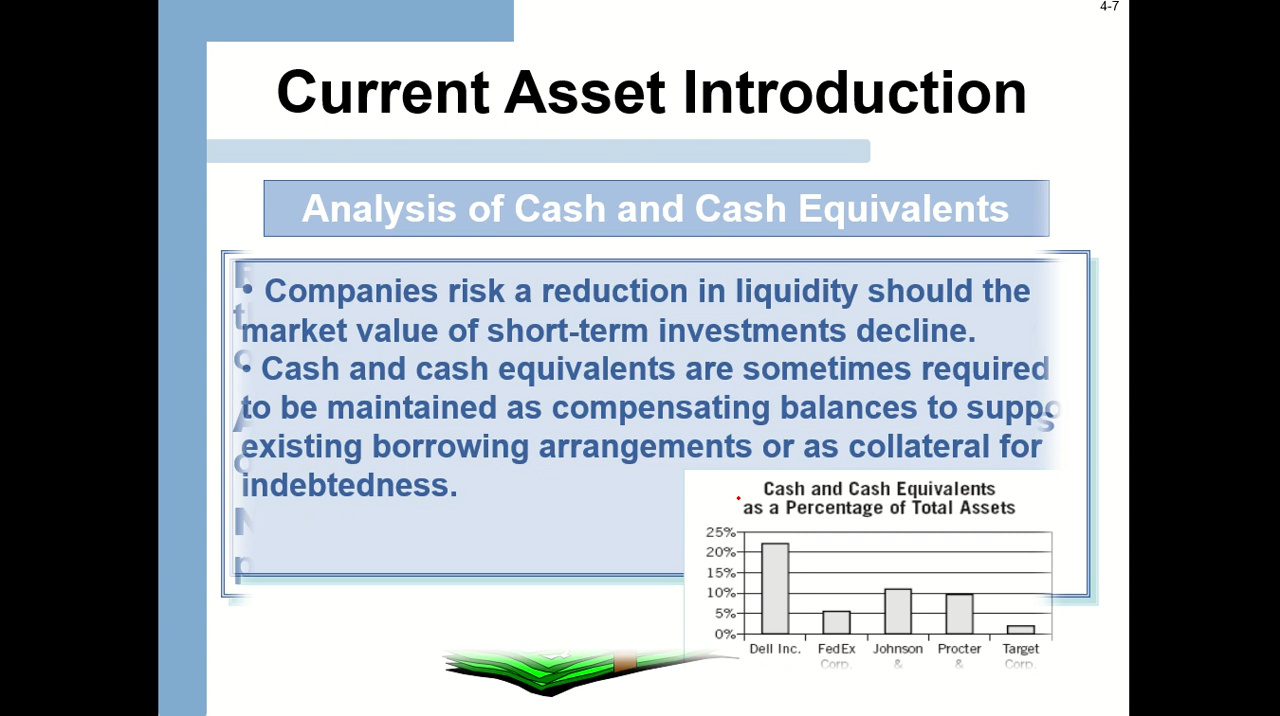 4-7
Current Asset Introduction
Analysis of Cash and Cash Equivalents
• Companies risk a reduction in liquidity should the
market value of short-term investments decline.
• Cash and cash equivalents are sometimes required
to be maintained as compensating balances to
existing borrowing arrangements or as collateral for
indebtedness.
Cash and Cash Equivalents
as a Percentage of Total Assets
25%
20%
15%
10%
5%
0%
Dell Inc. FedEx Johnson Procter Target
Corp. & & Corp.